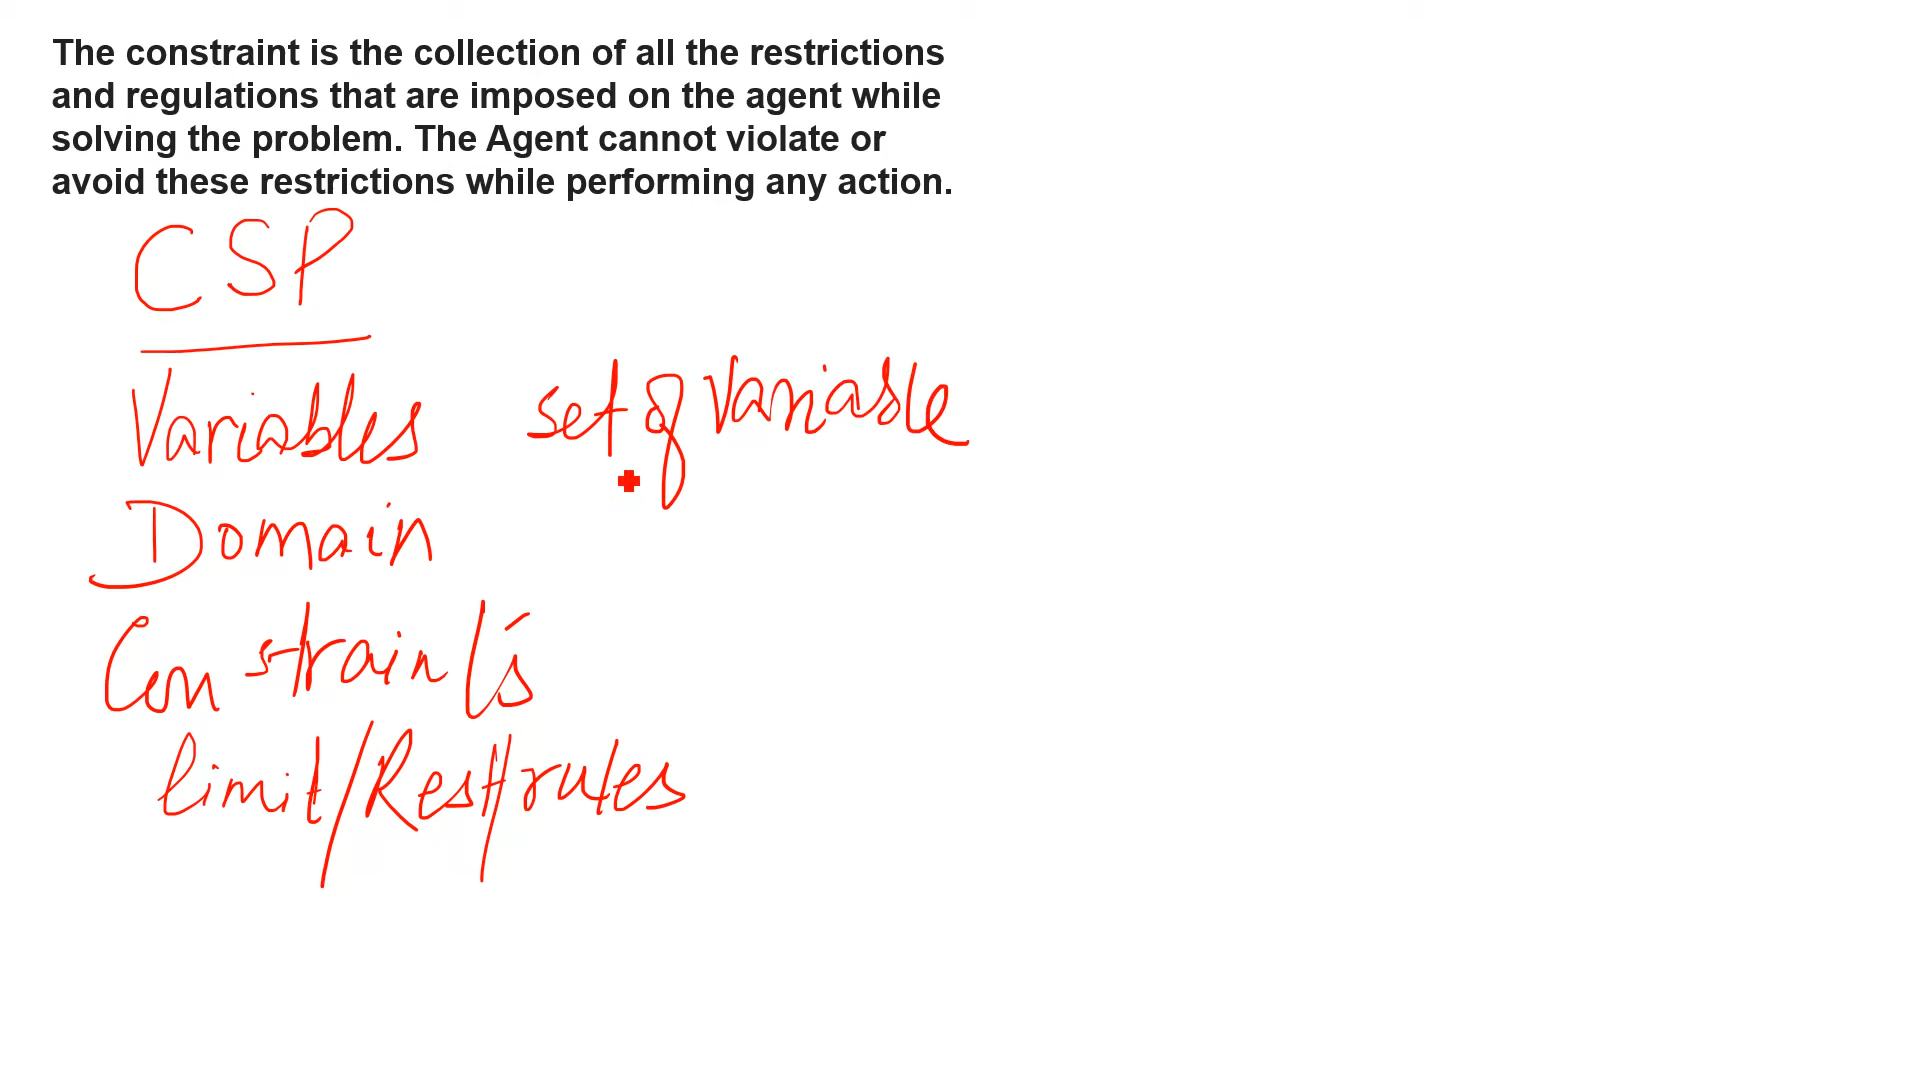 The constraint is the collection of all the restrictions
and regulations that are imposed on the agent while
solving the problem. The Agent cannot violate or
avoid these restrictions while performing any action.
CSP
Variables set of Variable
Domain
Constraints
limit/Rest/rules